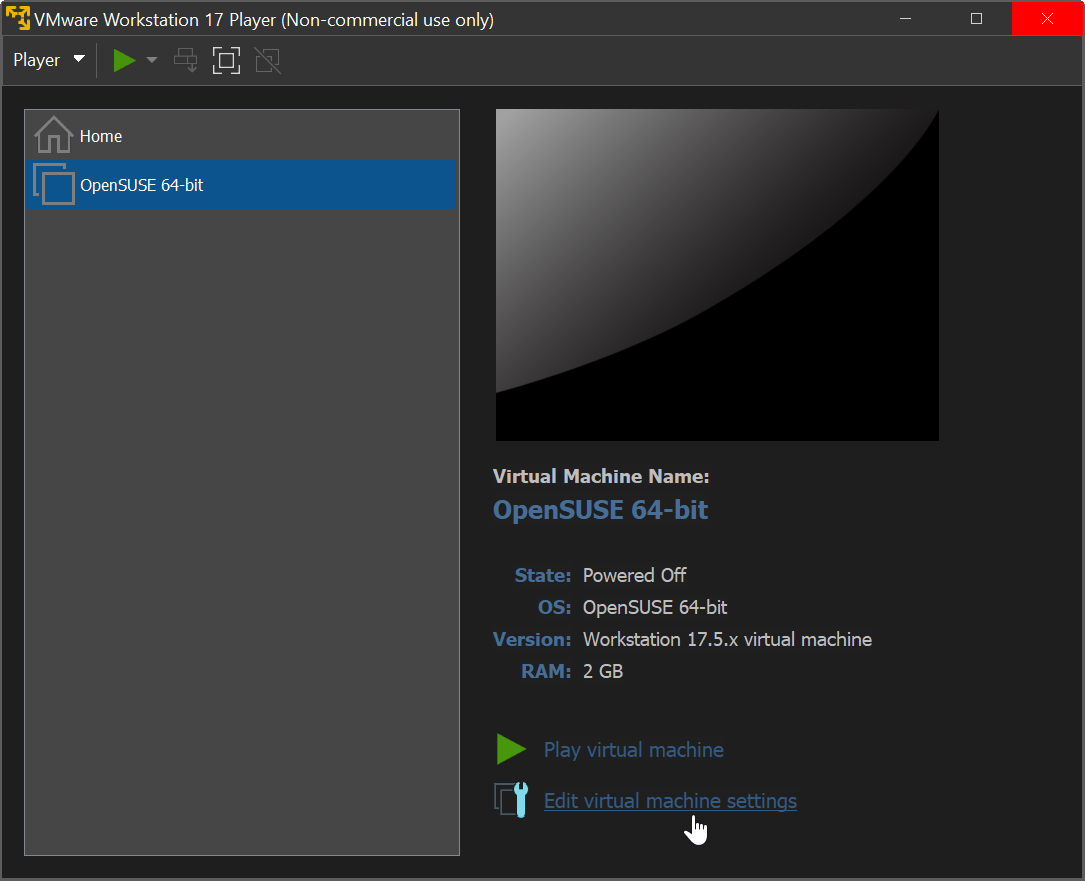 VMware Workstation 17 Player (Non-commercial use only)
Player
Home
OpenSUSE 64-bit
Virtual Machine Name:
OpenSUSE 64-bit
State: Powered Off
OS: OpenSUSE 64-bit
Version: Workstation 17.5.x virtual machine
RAM: 2 GB
Play virtual machine
Edit virtual machine settings